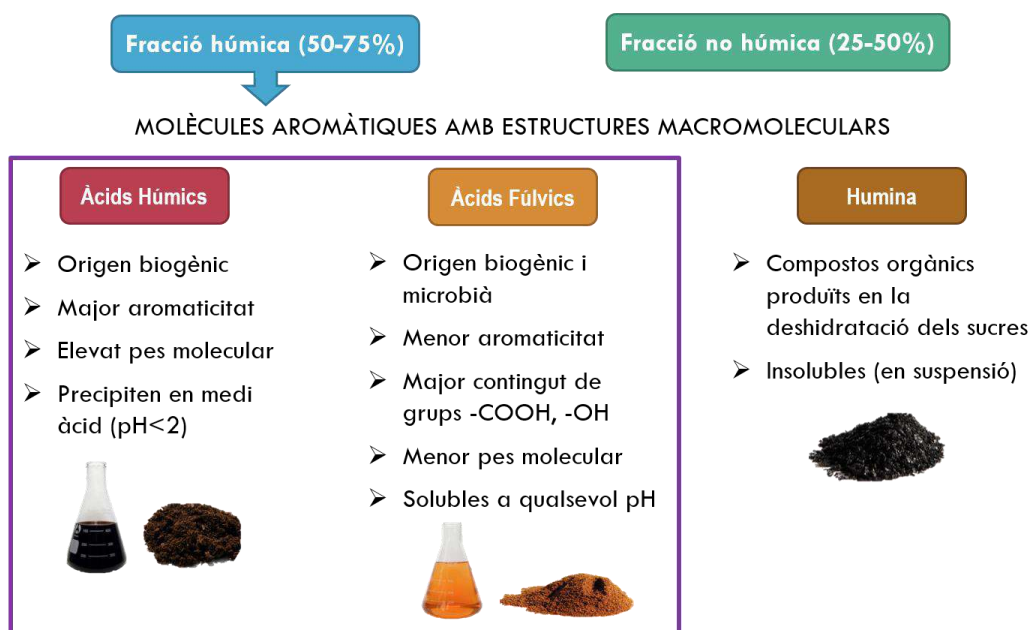 Fracció húmica (50-75%)
Fracció no húmica (25-50%)
MOLÈCULES AROMÀTIQUES AMB ESTRUCTURES MACROMOLECULARS
Àcids Húmics
➢ Origen biogènic
➢ Major aromaticitat
➢ Elevat pes molecular
➢ Precipiten en medi
àcid (pH<2)
Àcids Fúlvics
➢ Origen biogènic i
microbià
➢ Menor aromaticitat
➢ Major contingut de
grups -COOH, -OH
➢ Menor pes molecular
➢ Solubles a qualsevol pH
Humina
➢ Compostos orgànics
produïts en la
deshidratació dels sucres
➢ Insolubles (en suspensió)